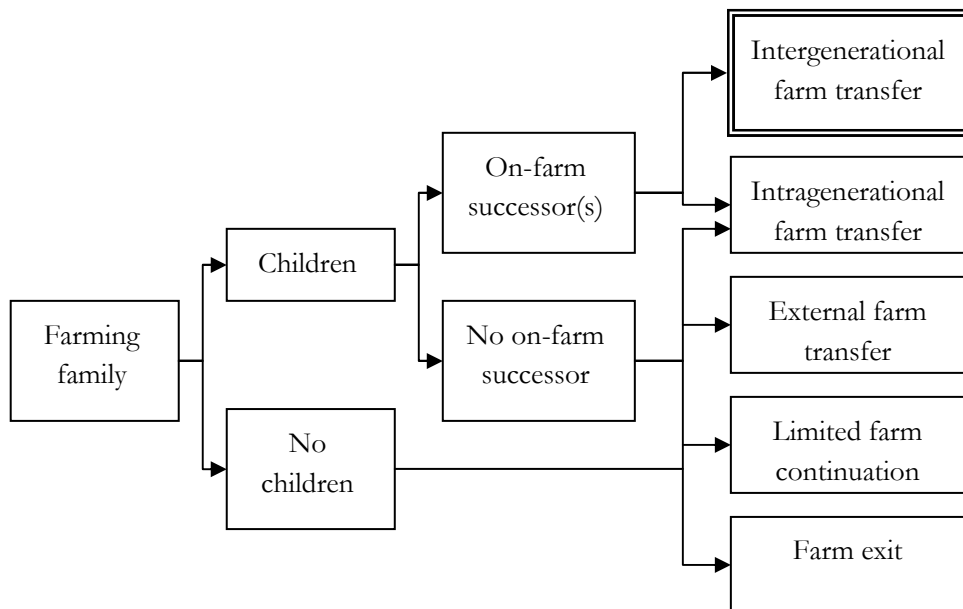 Farming
family
Children
No
children
On-farm
successor(s)
No on-farm
successor
Intergenerational
farm transfer
Intragenerational
farm transfer
External farm
transfer
Limited farm
continuation
Farm exit